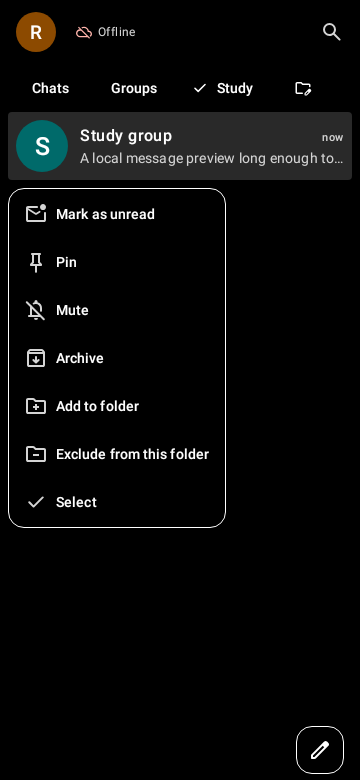 R
Offline
Chats
Groups
Study
S
Study group
now
A local message preview long enough to…
Mark as unread
Pin
Mute
Archive
Add to folder
Exclude from this folder
Select